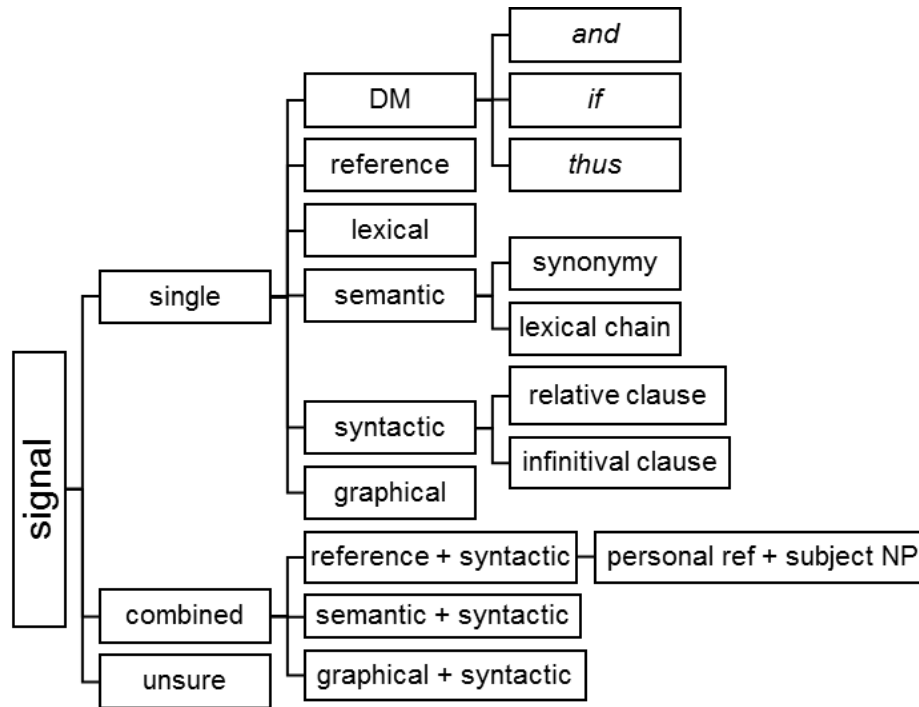 signal
single
DM
and
if
thus
reference
lexical
semantic
synonymy
lexical chain
syntactic
relative clause
infinitival clause
graphical
combined
reference + syntactic
personal ref + subject NP
semantic + syntactic
graphical + syntactic
unsure